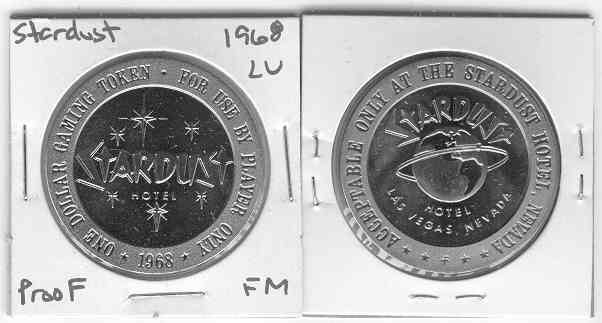 Stardust 1968
LV
ONE DOLLAR GAMING TOKEN · FOR USE BY PLAYER ONLY
STARDUST
HOTEL
★ 1968 ★
Proof FM
ACCEPTABLE ONLY AT THE STARDUST HOTEL NEVADA
STARDUST
HOTEL
LAS VEGAS, NEVADA